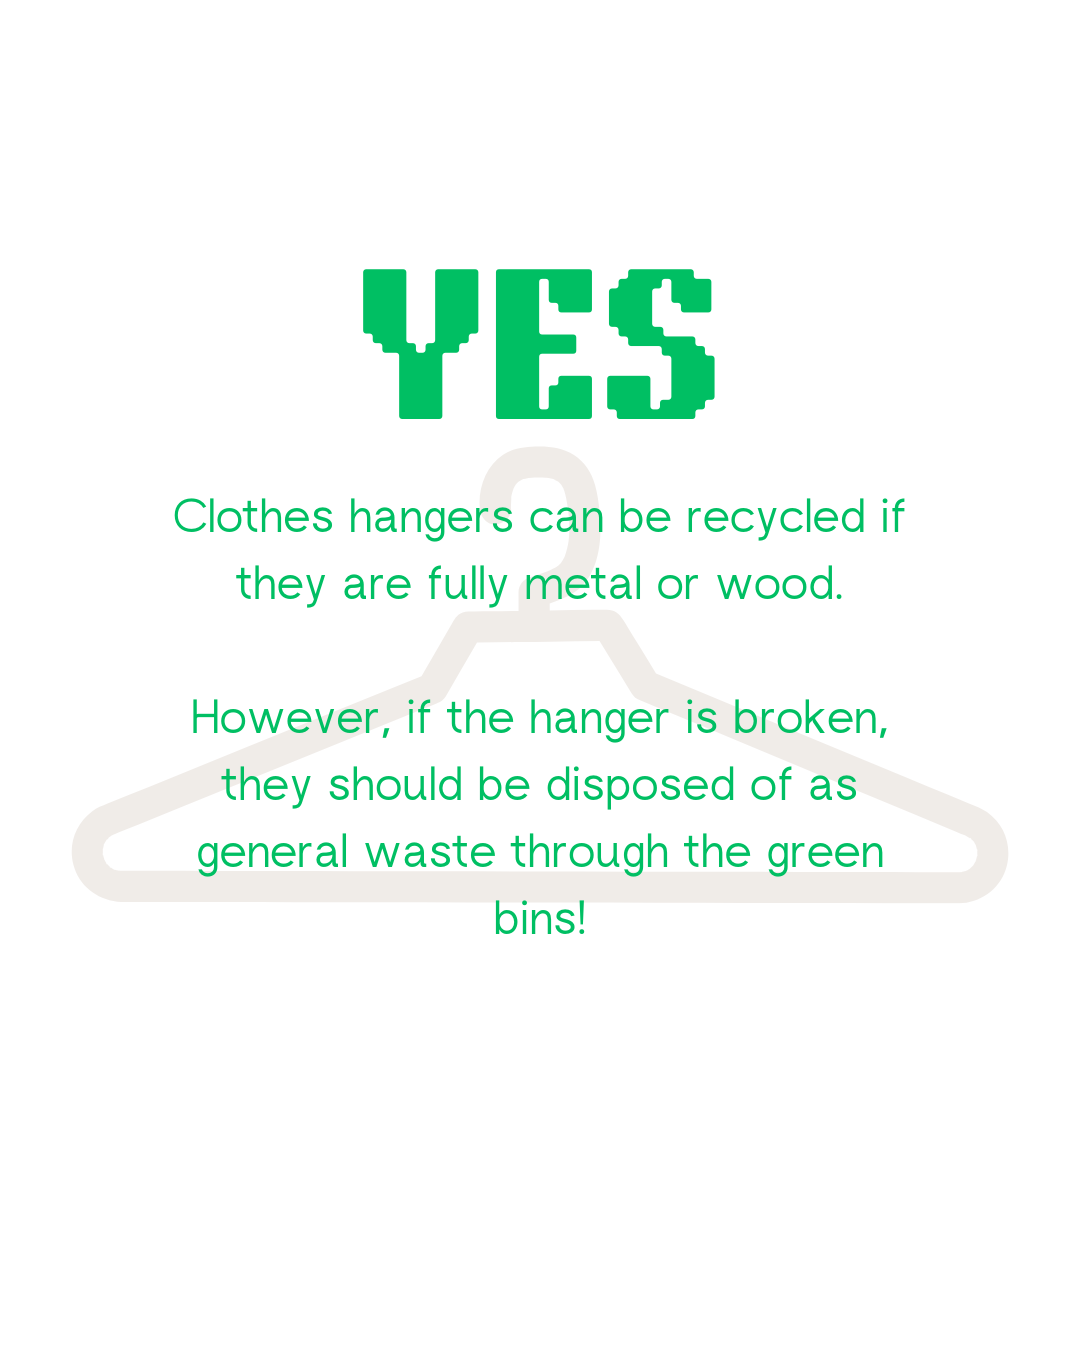 YES
Clothes hangers can be recycled if
they are fully metal or wood.
However, if the hanger is broken,
they should be disposed of as
general waste through the green
bins!